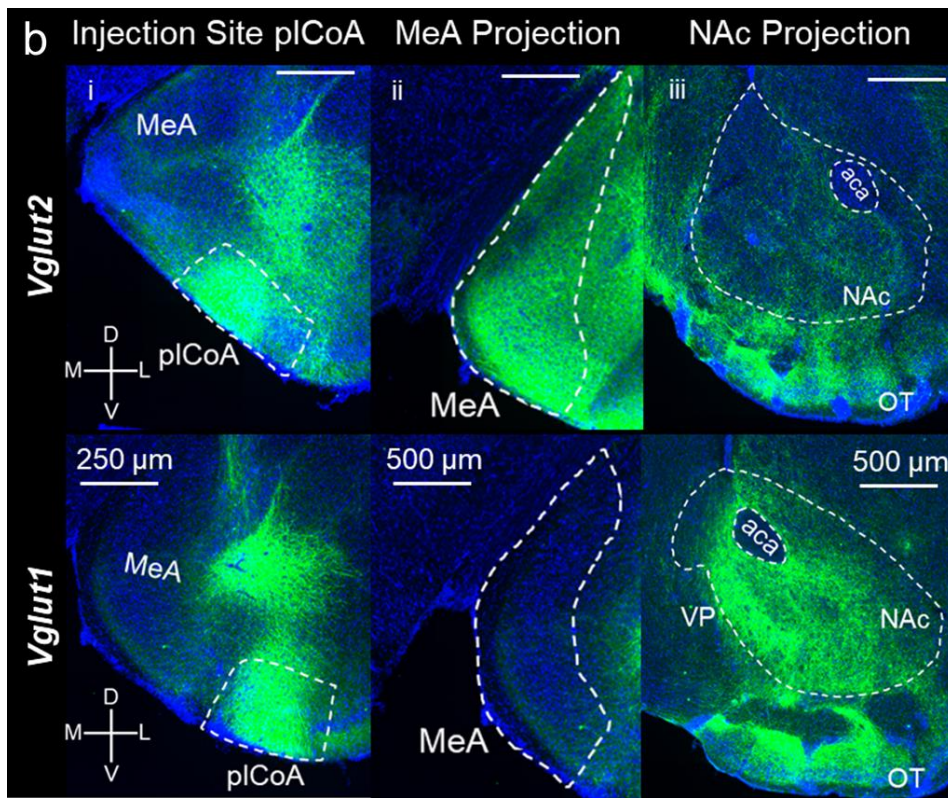 b Injection Site plCoA MeA Projection NAc Projection
Vglut2
i
MeA
D
M L
V
plCoA
ii
MeA
iii
aca
NAc
OT
Vglut1
250 µm
MeA
D
M L
V
plCoA
500 µm
MeA
500 µm
aca
VP
NAc
OT